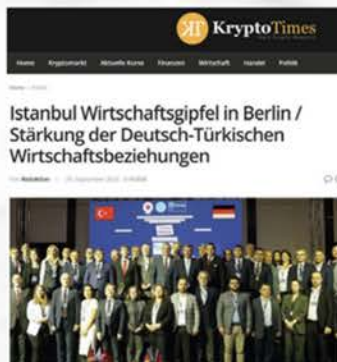 KryptoTimes
Home Kryptomarkt Aktuelle Kurse Finanzen Wirtschaft Handel Politik
Istanbul Wirtschaftsgipfel in Berlin /
Stärkung der Deutsch-Türkischen
Wirtschaftsbeziehungen
Redaktion